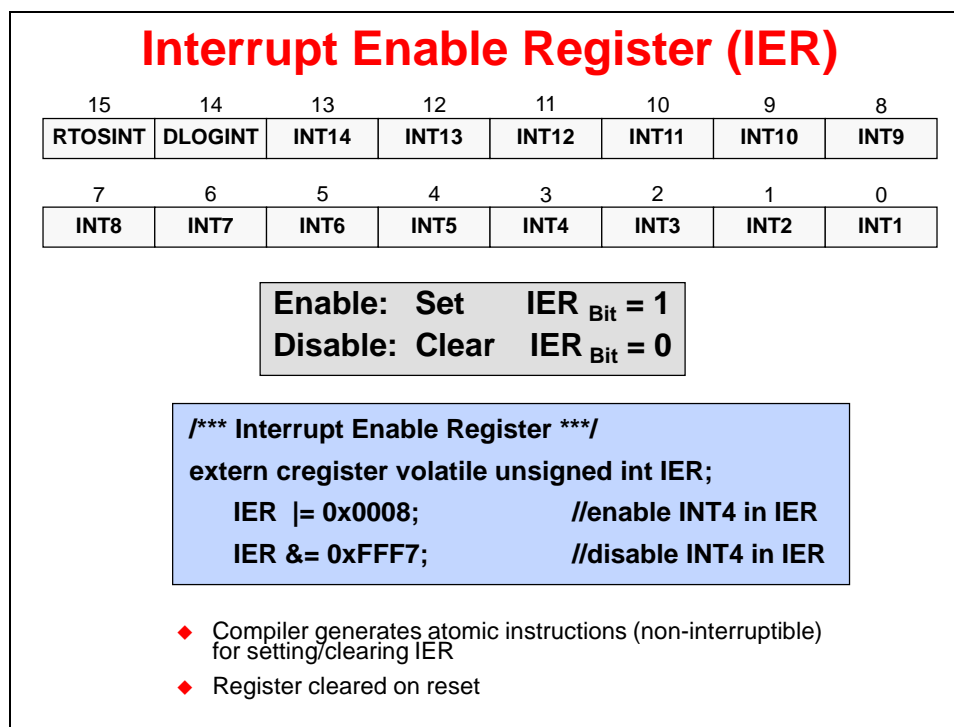 Interrupt Enable Register (IER)
15 14 13 12 11 10 9 8
RTOSINT DLOGINT INT14 INT13 INT12 INT11 INT10 INT9
7 6 5 4 3 2 1 0
INT8 INT7 INT6 INT5 INT4 INT3 INT2 INT1
Enable: Set IER Bit = 1
Disable: Clear IER Bit = 0
/*** Interrupt Enable Register ***/
extern cregister volatile unsigned int IER;
IER |= 0x0008; //enable INT4 in IER
IER &= 0xFFF7; //disable INT4 in IER
Compiler generates atomic instructions (non-interruptible)
for setting/clearing IER
Register cleared on reset